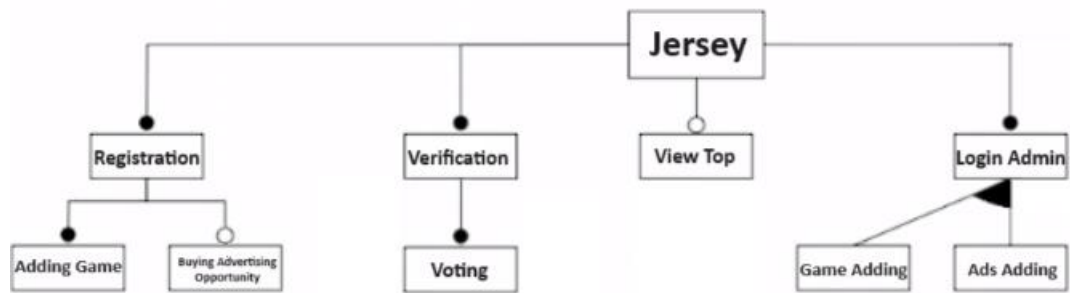 Jersey
Registration
Verification
View Top
Login Admin
Adding Game
Buying Advertising
Opportunity
Voting
Game Adding
Ads Adding